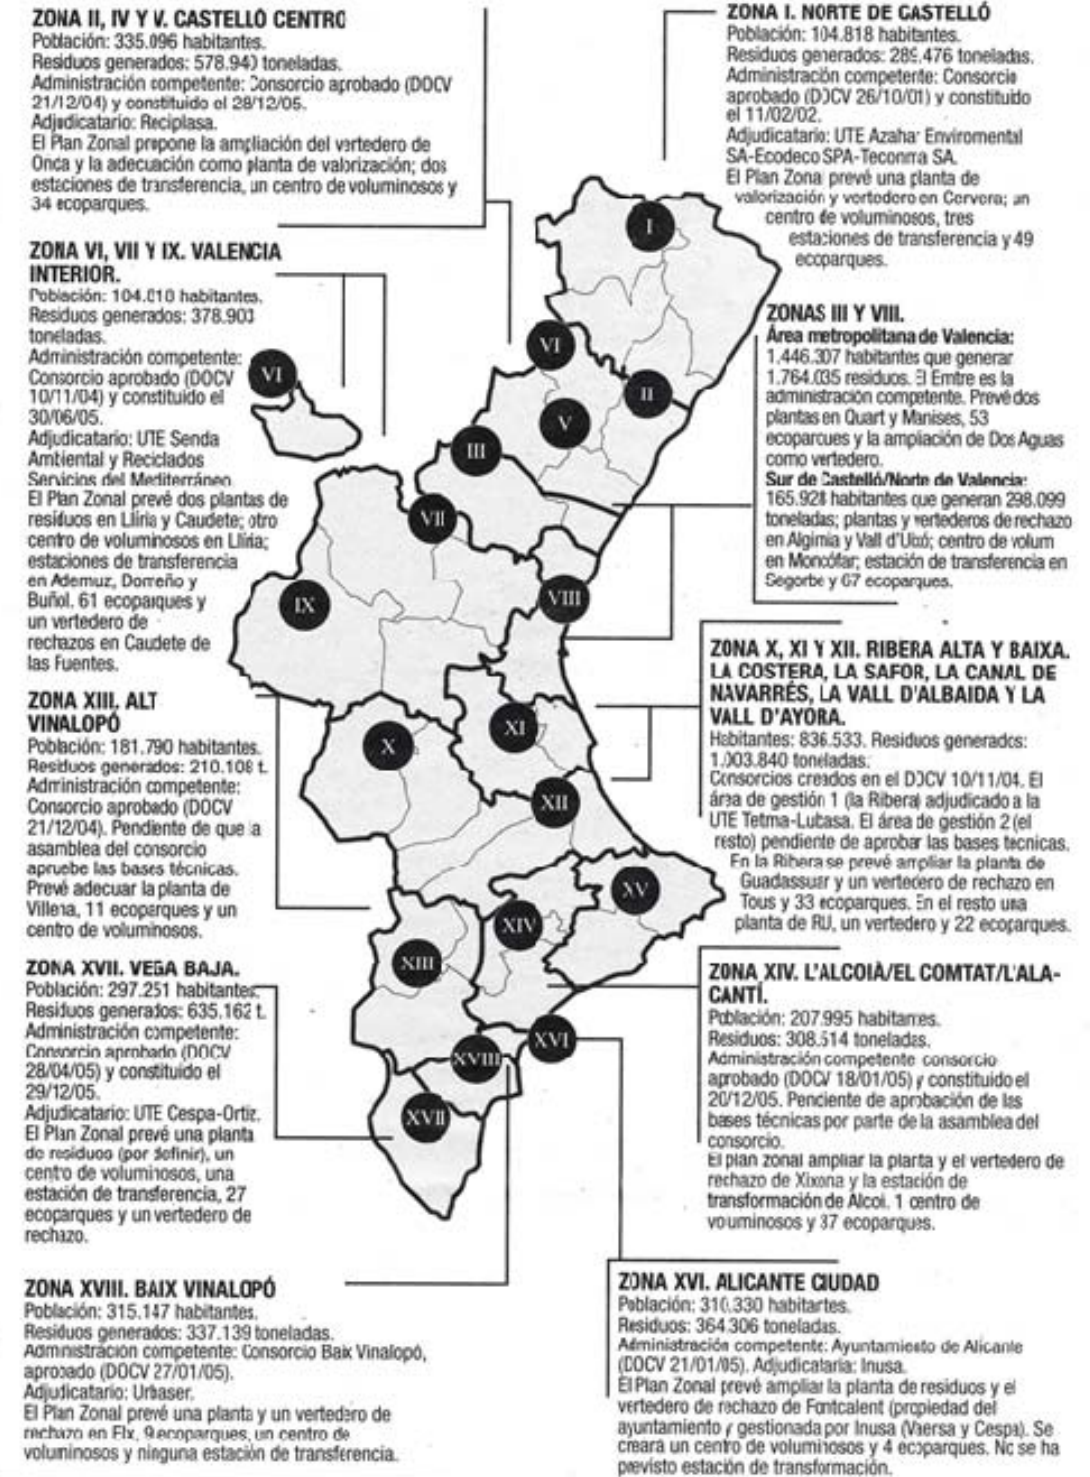 ZONA II, IV Y V. CASTELLÓ CENTRO
Población: 335.096 habitantes.
Residuos generados: 578.940 toneladas.
Administración competente: Consorcio aprobado (DOCV
21/12/04) y constituido el 28/12/05.
Adjudicatario: Reciplasa.
El Plan Zonal propone la ampliación del vertedero de
Onca y la adecuación como planta de valorización; dos
estaciones de transferencia, un centro de voluminosos y
34 ecoparques.
ZONA I. NORTE DE CASTELLÓ
Población: 104.818 habitantes.
Residuos generados: 289.476 toneladas.
Administración competente: Consorcio
aprobado (DOCV 26/10/01) y constituido
el 11/02/02.
Adjudicatario: UTE Azahar Enviromental
SA-Ecodeco SPA-Teconma SA.
El Plan Zonal prevé una planta de
valorización y vertedero en Cervera; un
centro de voluminosos, tres
estaciones de transferencia y 49
ecoparques.
ZONA VI, VII Y IX. VALENCIA
INTERIOR.
Población: 104.010 habitantes.
Residuos generados: 378.903
toneladas.
Administración competente:
Consorcio aprobado (DOCV
10/11/04) y constituido el
30/06/05.
Adjudicatario: UTE Senda
Ambiental y Reciclados
Servicios del Mediterráneo.
El Plan Zonal prevé dos plantas de
residuos en Llíria y Caudete; otro
centro de voluminosos en Llíria;
estaciones de transferencia
en Ademuz, Domeño y
Buñol. 61 ecoparques y
un vertedero de
rechazos en Caudete de
las Fuentes.
ZONAS III Y VIII.
Área metropolitana de Valencia:
1.446.307 habitantes que generar
1.764.035 residuos. El Emtre es la
administración competente. Prevé dos
plantas en Quart y Manises, 53
ecoparques y la ampliación de Dos Aguas
como vertedero.
Sur de Castelló/Norte de Valencia:
165.928 habitantes que generan 298.099
toneladas; plantas y vertederos de rechazo
en Algimia y Vall d'Uixó; centro de volum
en Moncófar; estación de transferencia en
Segorbe y 67 ecoparques.
ZONA X, XI Y XII. RIBERA ALTA Y BAIXA.
LA COSTERA, LA SAFOR, LA CANAL DE
NAVARRÉS, LA VALL D'ALBAIDA Y LA
VALL D'AYORA.
Habitantes: 836.533. Residuos generados:
1.003.840 toneladas.
Consorcios creados en el DOCV 10/11/04. El
área de gestión 1 (la Ribera) adjudicado a la
UTE Tetma-Lubasa. El área de gestión 2 (el
resto) pendiente de aprobar las bases tecnicas.
En la Ribera se prevé ampliar la planta de
Guadassuar y un vertedero de rechazo en
Tous y 33 ecoparques. En el resto una
planta de RU, un vertedero y 22 ecoparques.
ZONA XIII. ALT
VINALOPÓ
Población: 181.790 habitantes.
Residuos generados: 210.108 t.
Administración competente:
Consorcio aprobado (DOCV
21/12/04). Pendiente de que la
asamblea del consorcio
apruebe las bases técnicas.
Prevé adecuar la planta de
Villena, 11 ecoparques y un
centro de voluminosos.
ZONA XVII. VEGA BAJA.
Población: 297.251 habitantes.
Residuos generados: 635.162 t.
Administración competente:
Consorcio aprobado (DOCV
28/04/05) y constituido el
29/12/05.
Adjudicatario: UTE Cespa-Ortiz.
El Plan Zonal prevé una planta
de residuos (por definir), un
centro de voluminosos, una
estación de transferencia, 27
ecoparques y un vertedero de
rechazo.
ZONA XIV. L'ALCOIÀ/EL COMTAT/L'ALA-
CANTÍ.
Población: 207.995 habitantes.
Residuos: 308.514 toneladas.
Administración competente consorcio
aprobado (DOCV 18/01/05) y constituido el
20/12/05. Penciente de aprobación de las
bases técnicas por parte de la asamblea del
consorcio.
El plan zonal ampliar la planta y el vertedero de
rechazo de Xixona y la estación de
transformación de Alcoi. 1 centro de
vouminosos y 37 ecoparques.
ZONA XVIII. BAIX VINALOPÓ
Población: 315.147 habitantes.
Residuos generados: 337.139 toneladas.
Administración competente: Consorcio Baix Vinalopó,
aprobado (DOCV 27/01/05).
Adjudicatario: Urbaser.
El Plan Zonal prevé una planta y un vertedero de
rechazo en Elx, 9 ecoparques, un centro de
voluminosos y ninguna estación de transferencia.
ZONA XVI. ALICANTE CIUDAD
Población: 310.330 habitantes.
Residuos: 364.306 toneladas.
Administración competente: Ayuntamiento de Alicante
(DOCV 21/01/05). Adjudicataria: Inusa.
El Plan Zonal prevé ampliar la planta de residuos y el
vertedero de rechazo de Fontcalent (propiedad del
ayuntamiento y gestionada por Inusa (Vaersa y Cespa). Se
creará un centro de voluminosos y 4 ecoparques. No se ha
previsto estación de transformación.
I
VI
II
V
III
VI
VII
IX
VIII
XI
X
XII
XV
XIV
XIII
XVI
XVIII
XVII